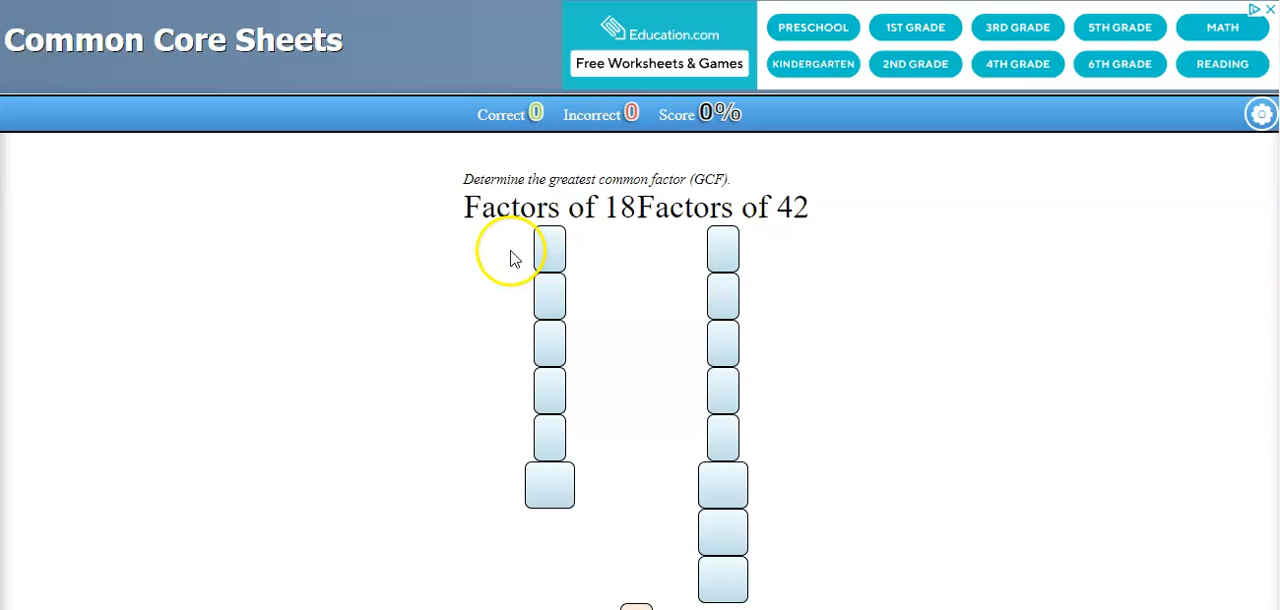 Common Core Sheets
Education.com
Free Worksheets & Games
PRESCHOOL 1ST GRADE 3RD GRADE 5TH GRADE MATH
KINDERGARTEN 2ND GRADE 4TH GRADE 6TH GRADE READING
Correct 0 Incorrect 0 Score 0%
Determine the greatest common factor (GCF).
Factors of 18Factors of 42